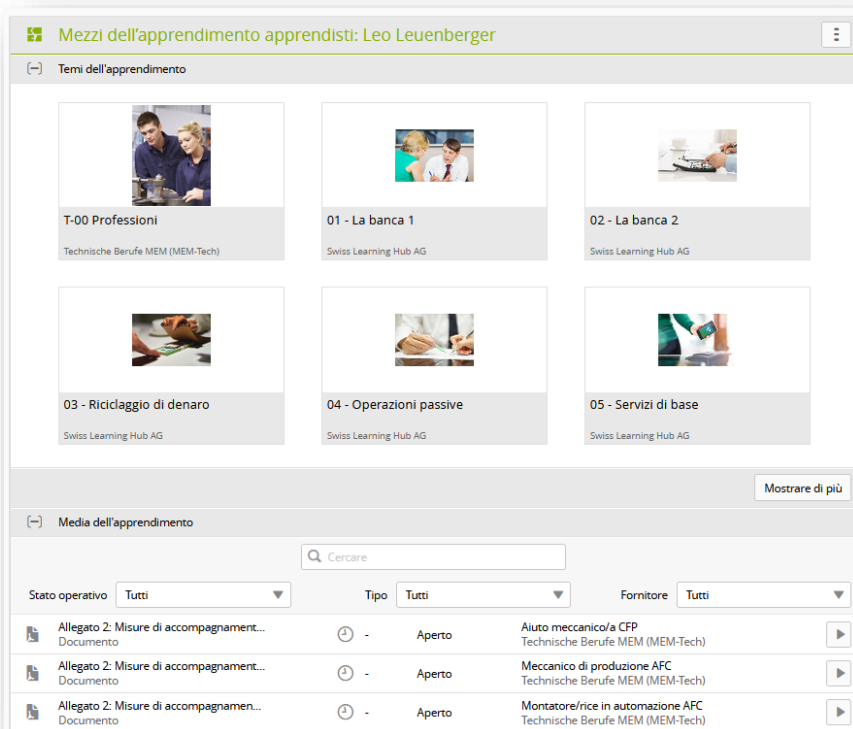 Mezzi dell'apprendimento apprendisti: Leo Leuenberger
Temi dell'apprendimento
T-00 Professioni
Technische Berufe MEM (MEM-Tech)
01 - La banca 1
Swiss Learning Hub AG
02 - La banca 2
Swiss Learning Hub AG
03 - Riciclaggio di denaro
Swiss Learning Hub AG
04 - Operazioni passive
Swiss Learning Hub AG
05 - Servizi di base
Swiss Learning Hub AG
Mostrare di più
Media dell'apprendimento
Cercare
Stato operativo Tutti Tipo Tutti Fornitore Tutti
Allegato 2: Misure di accompagnament... - Aperto Aiuto meccanico/a CFP
Documento Technische Berufe MEM (MEM-Tech)
Allegato 2: Misure di accompagnament... - Aperto Meccanico di produzione AFC
Documento Technische Berufe MEM (MEM-Tech)
Allegato 2: Misure di accompagnamen... - Aperto Montatore/rice in automazione AFC
Documento Technische Berufe MEM (MEM-Tech)